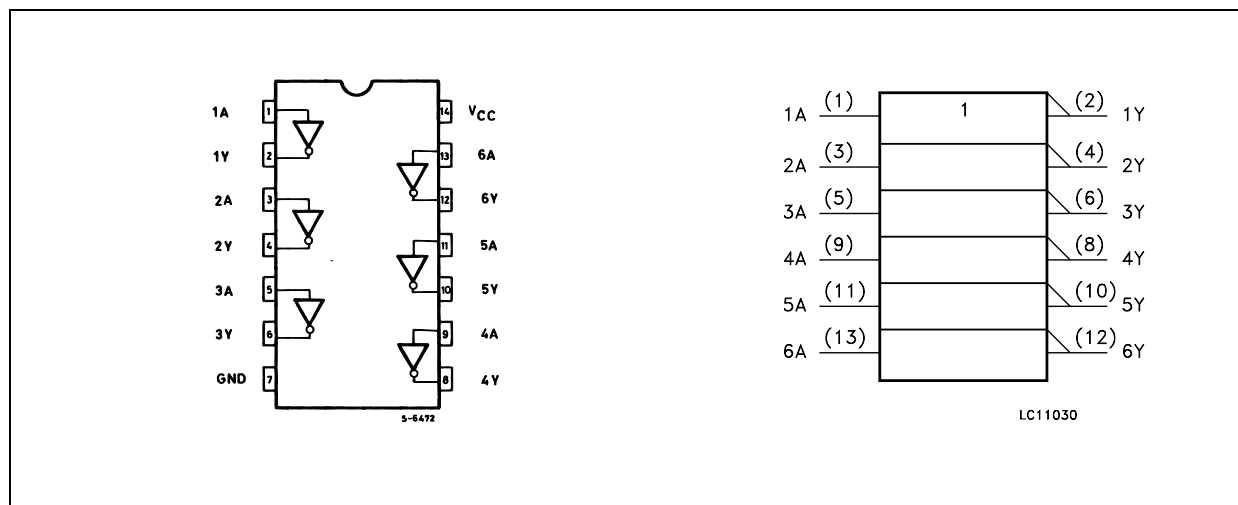 1A 1 14 VCC
1Y 2 13 6A
2A 3 12 6Y
2Y 4 11 5A
3A 5 10 5Y
3Y 6 9 4A
GND 7 8 4Y
S-6472
1A (1) 1 (2) 1Y
2A (3) (4) 2Y
3A (5) (6) 3Y
4A (9) (8) 4Y
5A (11) (10) 5Y
6A (13) (12) 6Y
LC11030